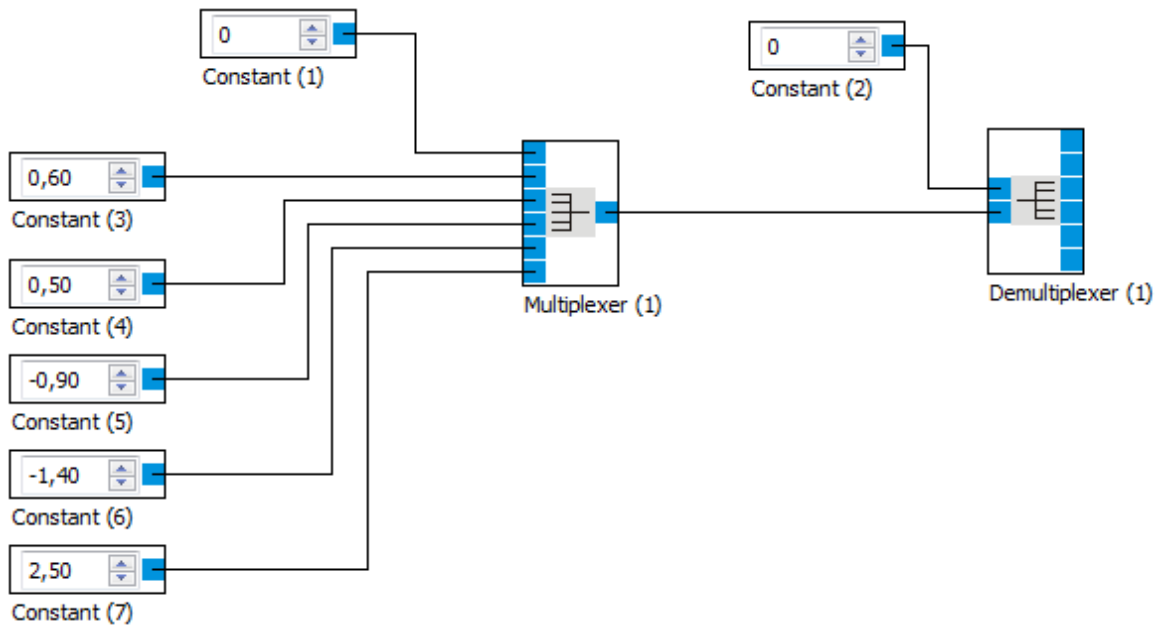 0
Constant (1)
0
Constant (2)
0,60
Constant (3)
0,50
Constant (4)
-0,90
Constant (5)
-1,40
Constant (6)
2,50
Constant (7)
Multiplexer (1)
Demultiplexer (1)